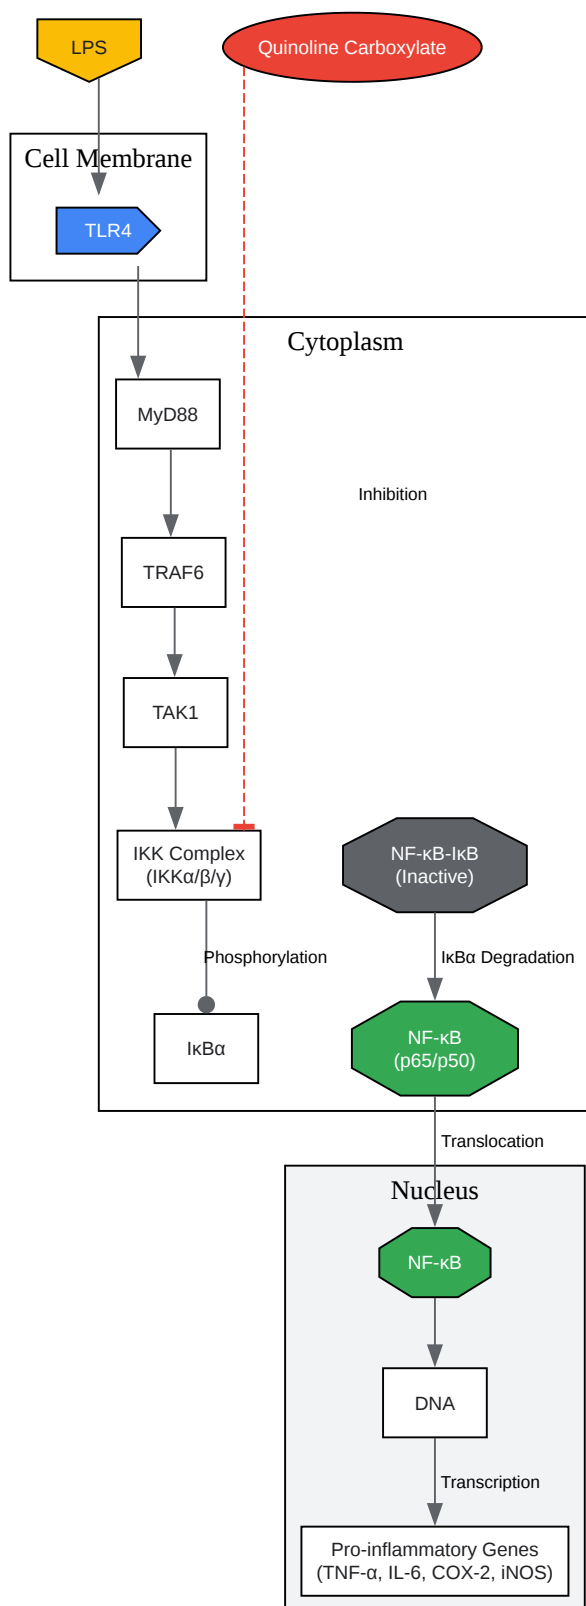 LPS
Quinoline Carboxylate
Cell Membrane
TLR4
Cytoplasm
MyD88
Inhibition
TRAF6
TAK1
IKK Complex
(IKKα/β/γ)
NF-κB-IκB
(Inactive)
Phosphorylation
IκBα Degradation
IκBα
NF-κB
(p65/p50)
Translocation
Nucleus
NF-κB
DNA
Transcription
Pro-inflammatory Genes
(TNF-α, IL-6, COX-2, iNOS)